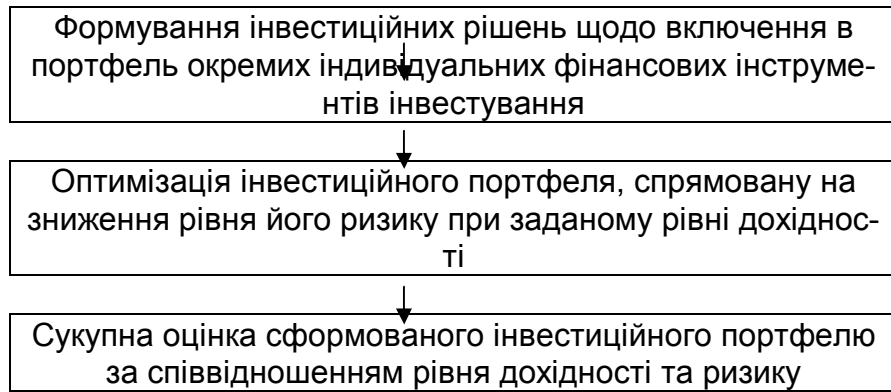 Формування інвестиційних рішень щодо включення в
портфель окремих індивідуальних фінансових інструме-
нтів інвестування
Оптимізація інвестиційного портфеля, спрямовану на
зниження рівня його ризику при заданому рівні дохіднос-
ті
Сукупна оцінка сформованого інвестиційного портфелю
за співвідношенням рівня дохідності та ризику